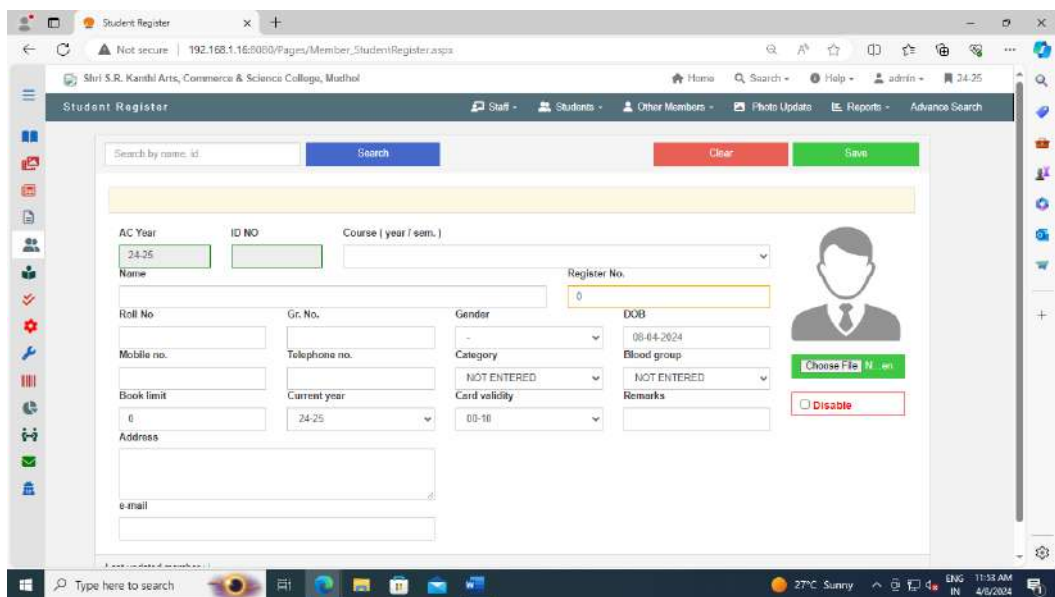 Student Register
Not secure 192.168.1.16:8080/Pages/Member_StudentRegister.aspx
Shri S.R. Kanthi Arts, Commerce & Science College, Mudhol Home Search Help admin 24-25
Student Register Staff Students Other Members Photo Update Reports Advance Search
Search by name, id Search Clear Save
AC Year ID NO Course ( year / sem. )
24-25
Name Register No.
0
Roll No Gr. No. Gender DOB
- 08-04-2024
Mobile no. Telephone no. Category Blood group
NOT ENTERED NOT ENTERED
Choose File N...en
Book limit Current year Card validity Remarks
0 24-25 00-10
Disable
Address
e-mail
Type here to search 27°C Sunny ENG 11:53 AM
IN 4/8/2024